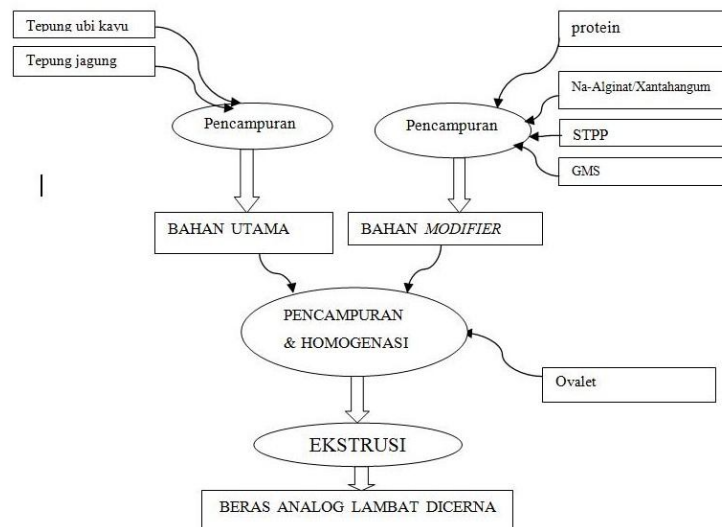 Tepung ubi kayu
Tepung jagung
protein
Na-Alginat/Xantahangum
STPP
GMS
Pencampuran
Pencampuran
BAHAN UTAMA
BAHAN MODIFIER
PENCAMPURAN
& HOMOGENASI
Ovalet
EKSTRUSI
BERAS ANALOG LAMBAT DICERNA